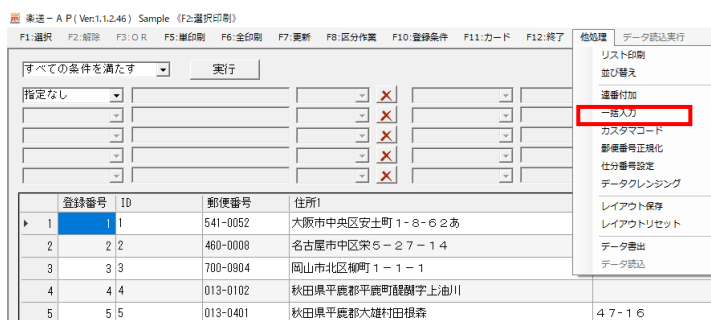 楽送－ＡＰ( Ver:1.1.2.46 ) Sample 《F2:選択印刷》
F1:選択 F2:解除 F3:ＯＲ F5:単印刷 F6:全印刷 F7:更新 F8:区分作業 F10:登録条件 F11:カード F12:終了 他処理 データ読込実行
すべての条件を満たす 実行
指定なし
リスト印刷
並び替え
連番付加
一括入力
カスタマコード
郵便番号正規化
仕分番号設定
データクレンジング
レイアウト保存
レイアウトリセット
データ書出
データ読込
登録番号 ID 郵便番号 住所1
1 1 1 541-0052 大阪市中央区安土町１-８-６２あ
2 2 2 460-0008 名古屋市中区栄５－２７－１４
3 3 3 700-0904 岡山市北区柳町１－１－１
4 4 4 013-0102 秋田県平鹿郡平鹿町醍醐字上油川
5 5 5 013-0401 秋田県平鹿郡大雄村田根森 ４７-１６